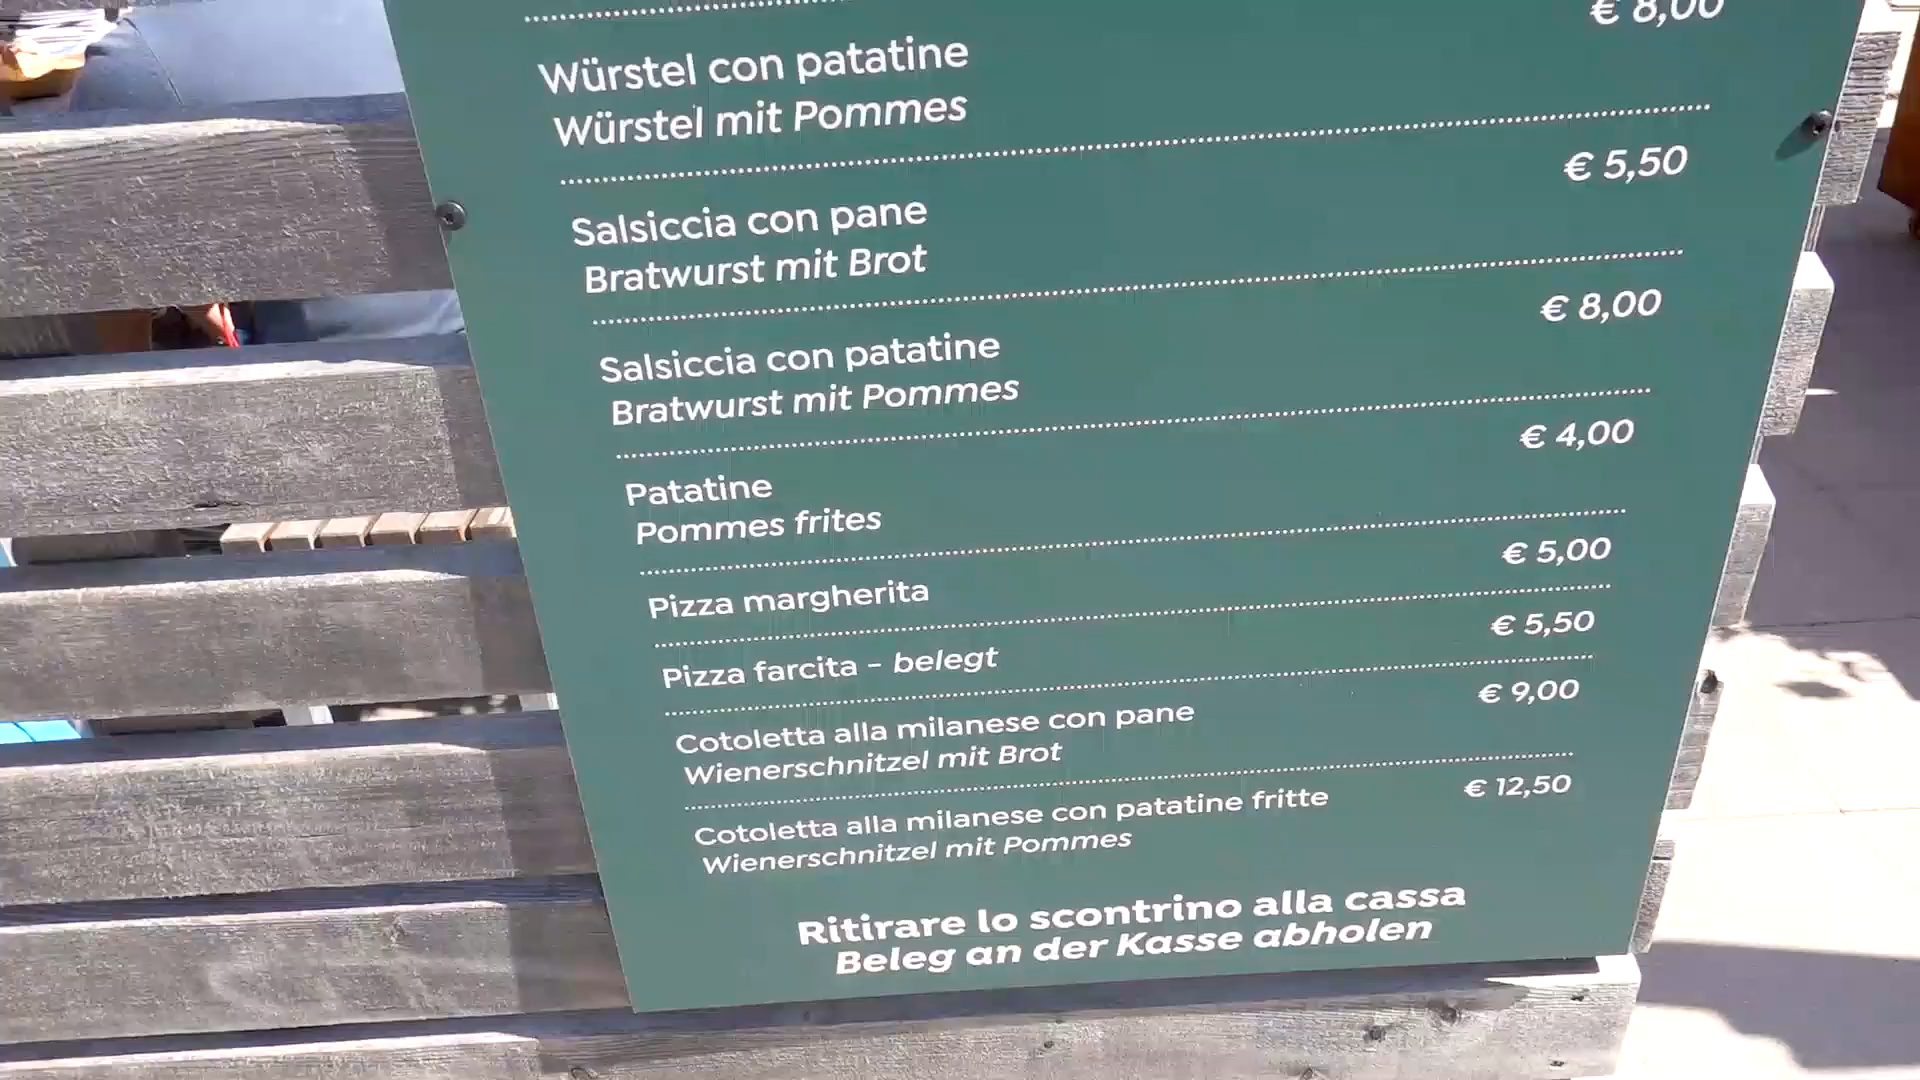 € 8,00
Würstel con patatine
Würstel mit Pommes
€ 5,50
Salsiccia con pane
Bratwurst mit Brot
€ 8,00
Salsiccia con patatine
Bratwurst mit Pommes
€ 4,00
Patatine
Pommes frites
€ 5,00
Pizza margherita
€ 5,50
Pizza farcita - belegt
€ 9,00
Cotoletta alla milanese con pane
Wienerschnitzel mit Brot
€ 12,50
Cotoletta alla milanese con patatine fritte
Wienerschnitzel mit Pommes
Ritirare lo scontrino alla cassa
Beleg an der Kasse abholen